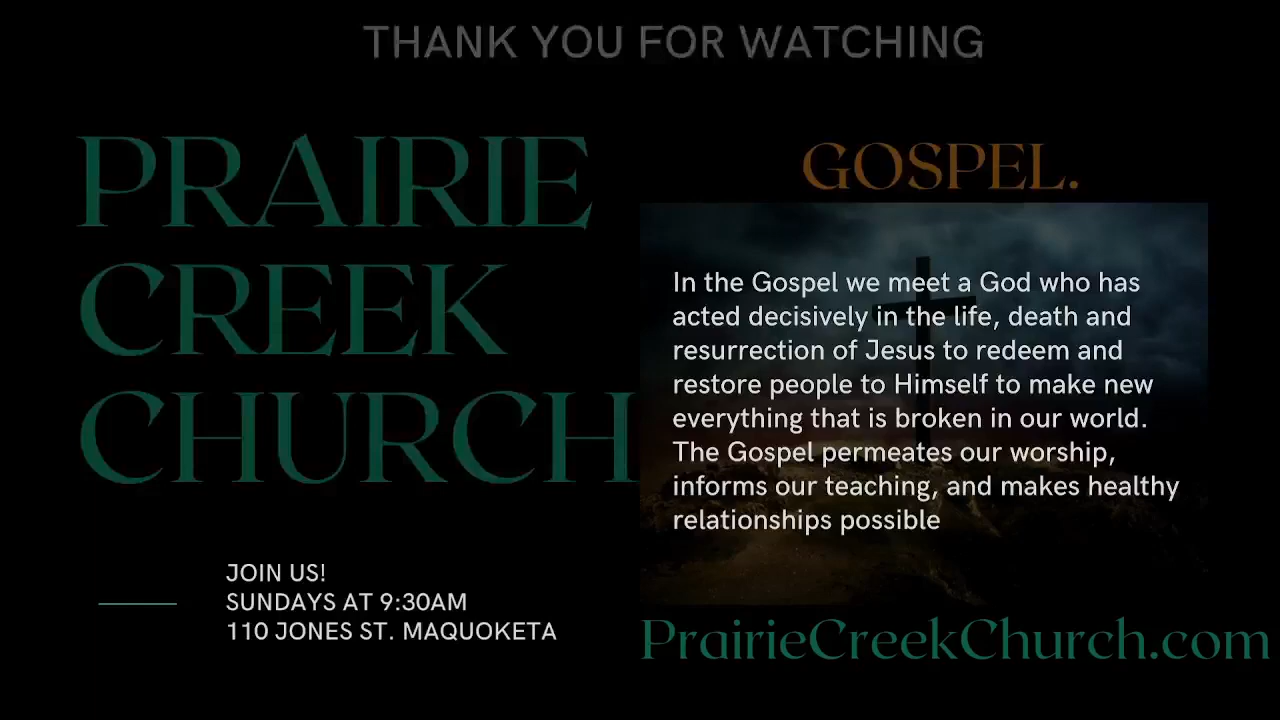 THANK YOU FOR WATCHING
PRAIRIE
CREEK
CHURCH
JOIN US!
SUNDAYS AT 9:30AM
110 JONES ST. MAQUOKETA
GOSPEL.
In the Gospel we meet a God who has
acted decisively in the life, death and
resurrection of Jesus to redeem and
restore people to Himself to make new
everything that is broken in our world.
The Gospel permeates our worship,
informs our teaching, and makes healthy
relationships possible
PrairieCreekChurch.com